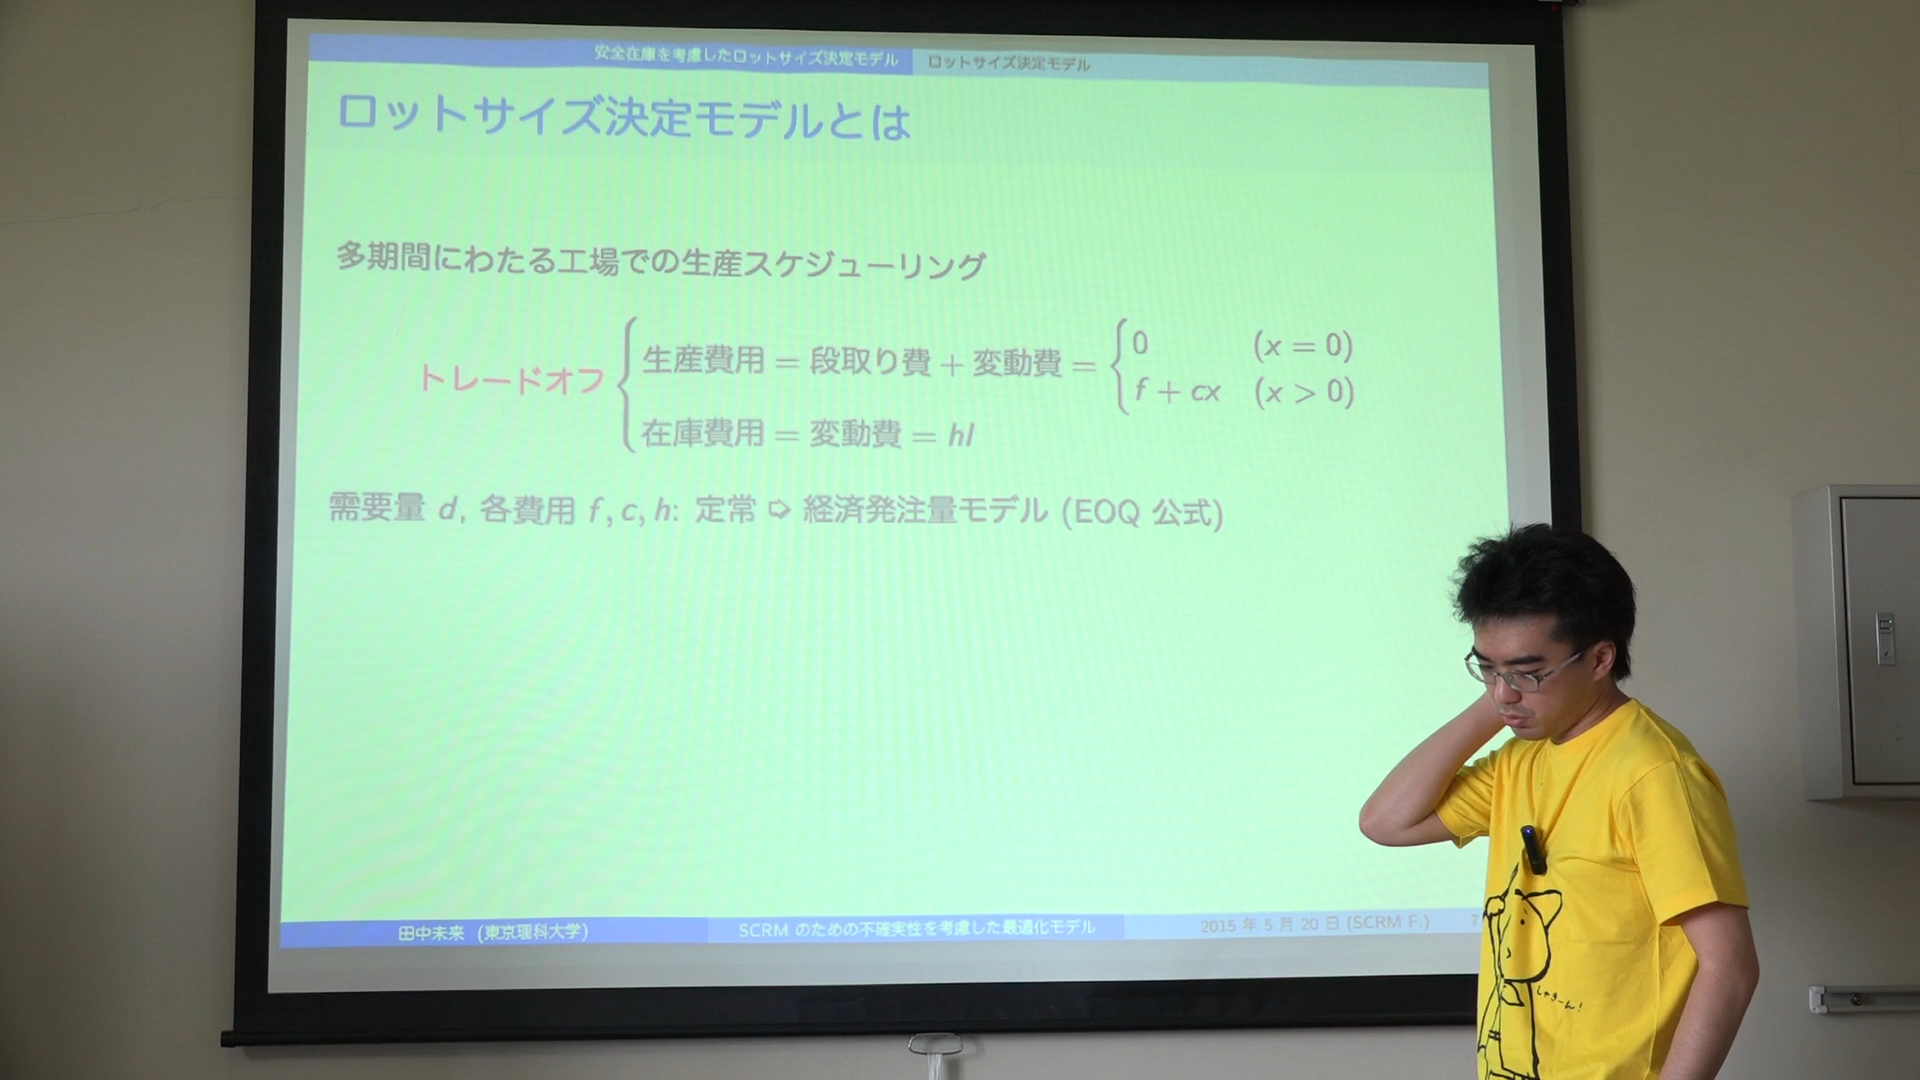 安全在庫を考慮したロットサイズ決定モデル ロットサイズ決定モデル
ロットサイズ決定モデルとは
多期間にわたる工場での生産スケジューリング
トレードオフ { 生産費用 = 段取り費 + 変動費 = { 0 (x = 0)
f + cx (x > 0)
在庫費用 = 変動費 = hI
需要量 d, 各費用 f, c, h: 定常 ➩ 経済発注量モデル (EOQ 公式)
田中未来 (東京理科大学) SCRM のための不確実性を考慮した最適化モデル 2015 年 5 月 20 日 (SCRM F.) 7
しゃきーん!